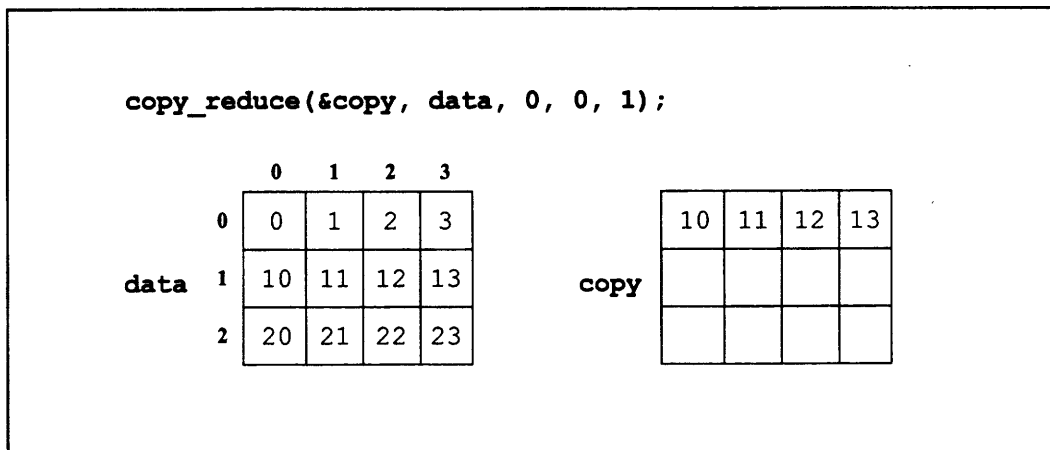 copy_reduce(&copy, data, 0, 0, 1);
0 1 2 3
0 0 1 2 3 10 11 12 13
data 1 10 11 12 13 copy
2 20 21 22 23